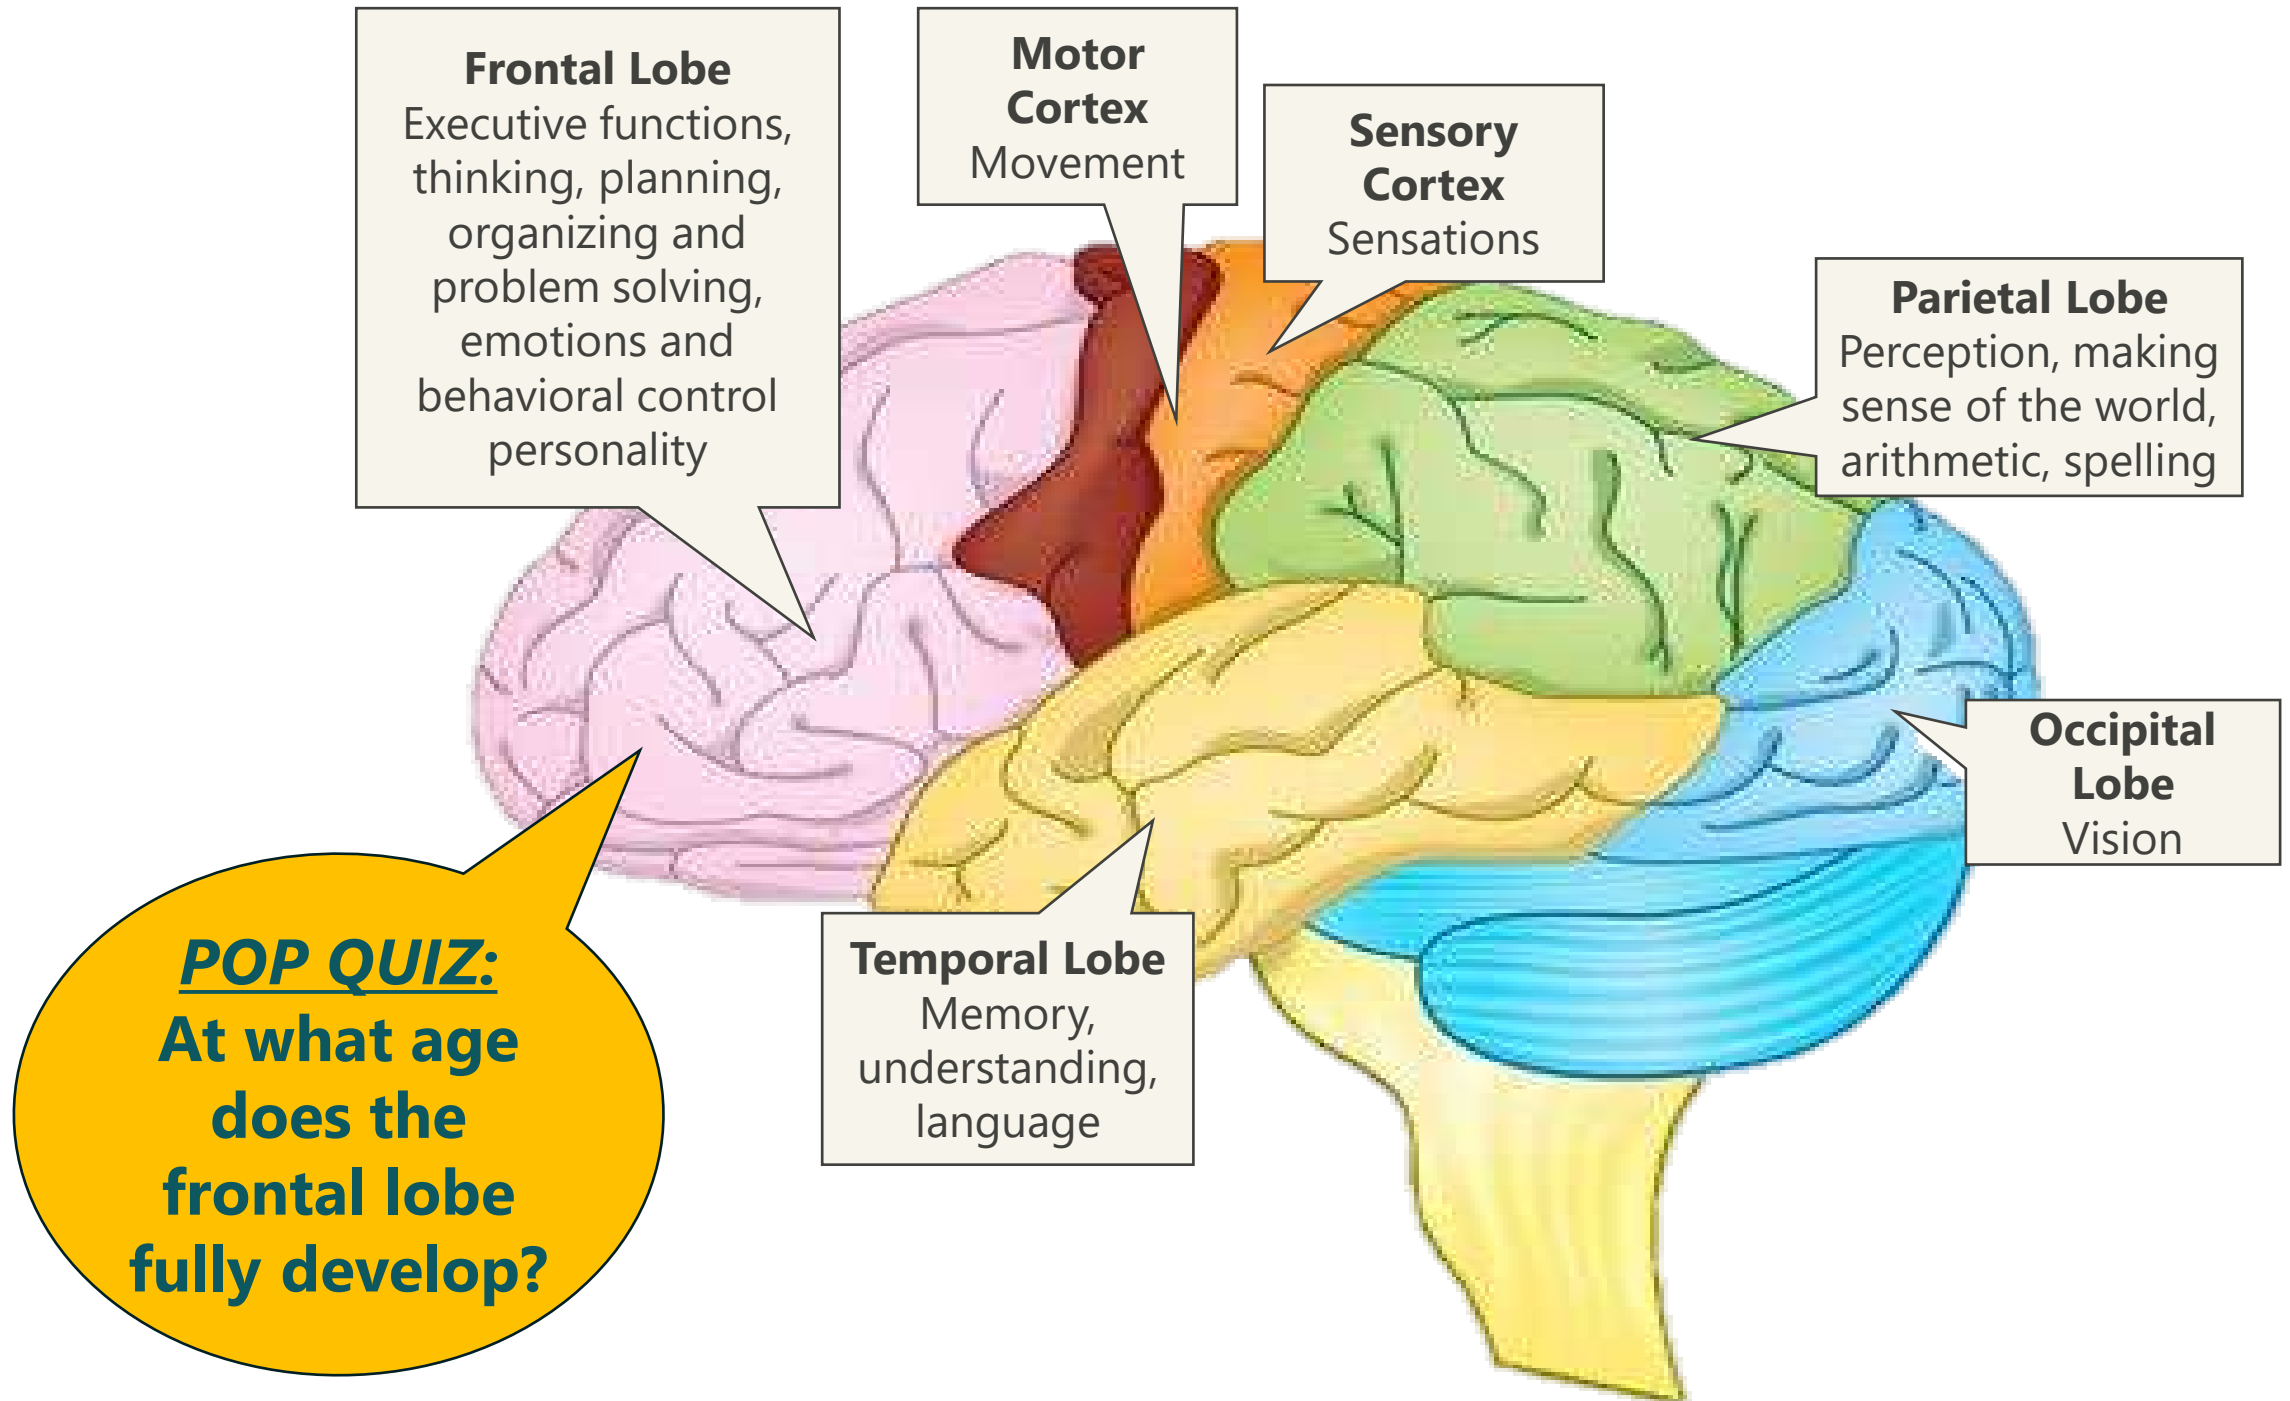 Frontal Lobe
Executive functions,
thinking, planning,
organizing and
problem solving,
emotions and
behavioral control
personality
Motor
Cortex
Movement
Sensory
Cortex
Sensations
Parietal Lobe
Perception, making
sense of the world,
arithmetic, spelling
Occipital
Lobe
Vision
Temporal Lobe
Memory,
understanding,
language
POP QUIZ:
At what age
does the
frontal lobe
fully develop?